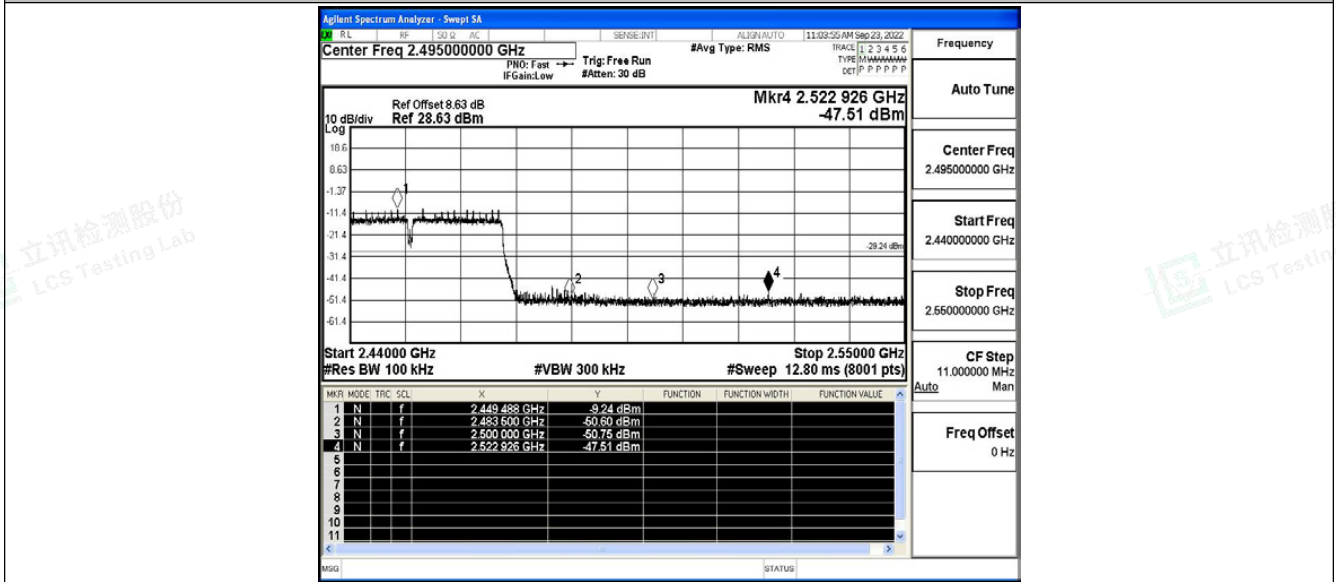 Agilent Spectrum Analyzer - Swept SA
RL RF 50 Ω AC SENSE:INT ALIGNAUTO 11:03:55 AM Sep 23, 2022
Center Freq 2.495000000 GHz
#Avg Type: RMS
TRACE 1 2 3 4 5 6
PNO: Fast Trig: Free Run
TYPE M
IFGain:Low #Atten: 30 dB
DET P P P P P P
Mkr4 2.522 926 GHz
-47.51 dBm
Ref Offset 8.63 dB
10 dB/div Ref 28.63 dBm
Log
18.6
8.63
-1.37
-11.4
-21.4
-31.4
-41.4
-51.4
-61.4
1
2
3
4
-29.24 dBm
Start 2.44000 GHz Stop 2.55000 GHz
#Res BW 100 kHz #VBW 300 kHz #Sweep 12.80 ms (8001 pts)
MKR MODE TRC SCL X Y FUNCTION FUNCTION WIDTH FUNCTION VALUE
1 N f 2.449 488 GHz -9.24 dBm
2 N f 2.483 500 GHz -50.60 dBm
3 N f 2.500 000 GHz -50.75 dBm
4 N f 2.522 926 GHz -47.51 dBm
5
6
7
8
9
10
11
MSG STATUS
Frequency
Auto Tune
Center Freq
2.495000000 GHz
Start Freq
2.440000000 GHz
Stop Freq
2.550000000 GHz
CF Step
11.000000 MHz
Auto Man
Freq Offset
0 Hz
立讯检测股份
LCS Testing Lab
立讯检测
LCS Testin